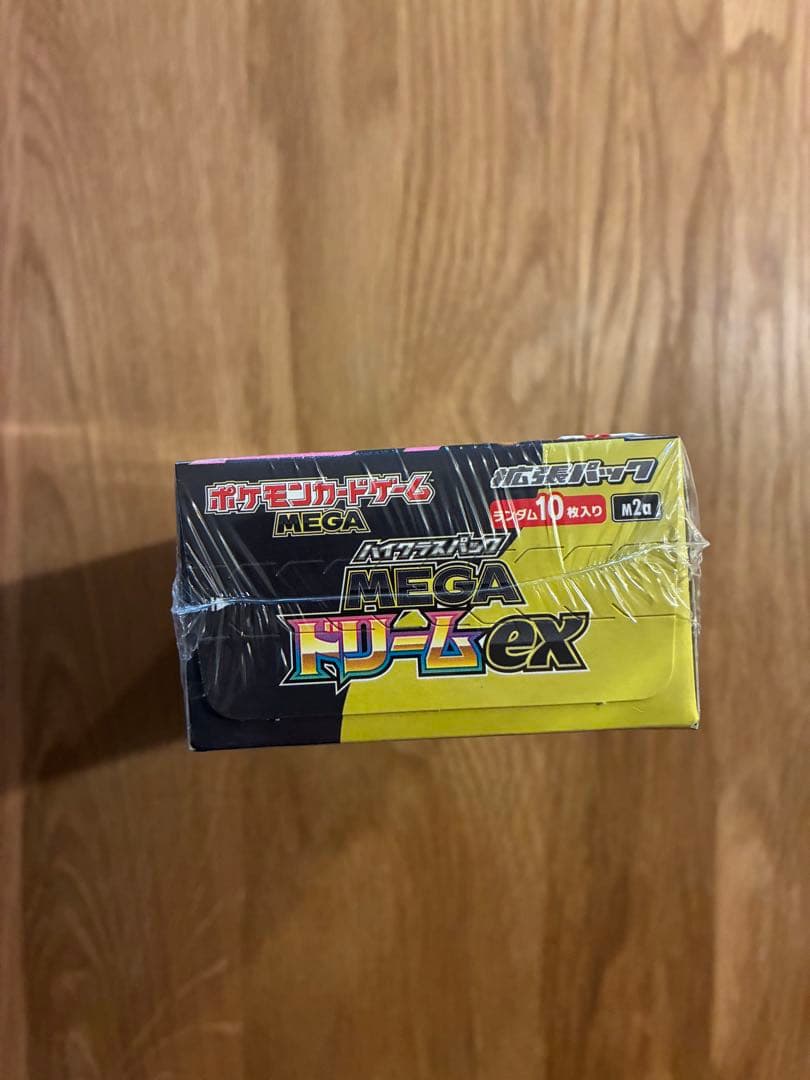 ポケモンカードゲーム
MEGA
拡張パック
ランダム10枚入り
M2a
ハイクラスパック
MEGA
ドリームex